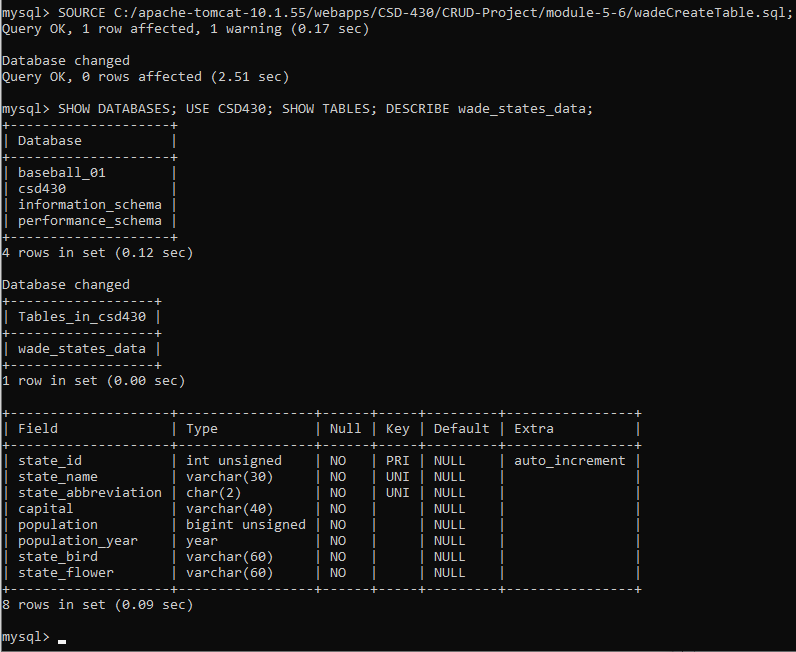 mysql> SOURCE C:/apache-tomcat-10.1.55/webapps/CSD-430/CRUD-Project/module-5-6/wadeCreateTable.sql;
Query OK, 1 row affected, 1 warning (0.17 sec)

Database changed
Query OK, 0 rows affected (2.51 sec)

mysql> SHOW DATABASES; USE CSD430; SHOW TABLES; DESCRIBE wade_states_data;
+--------------------+
| Database           |
+--------------------+
| baseball_01        |
| csd430             |
| information_schema |
| performance_schema |
+--------------------+
4 rows in set (0.12 sec)

Database changed
+------------------+
| Tables_in_csd430 |
+------------------+
| wade_states_data |
+------------------+
1 row in set (0.00 sec)

+--------------------+-----------------+------+-----+---------+----------------+
| Field              | Type            | Null | Key | Default | Extra          |
+--------------------+-----------------+------+-----+---------+----------------+
| state_id           | int unsigned    | NO   | PRI | NULL    | auto_increment |
| state_name         | varchar(30)     | NO   | UNI | NULL    |                |
| state_abbreviation | char(2)         | NO   | UNI | NULL    |                |
| capital            | varchar(40)     | NO   |     | NULL    |                |
| population         | bigint unsigned | NO   |     | NULL    |                |
| population_year    | year            | NO   |     | NULL    |                |
| state_bird         | varchar(60)     | NO   |     | NULL    |                |
| state_flower       | varchar(60)     | NO   |     | NULL    |                |
+--------------------+-----------------+------+-----+---------+----------------+
8 rows in set (0.09 sec)

mysql> _